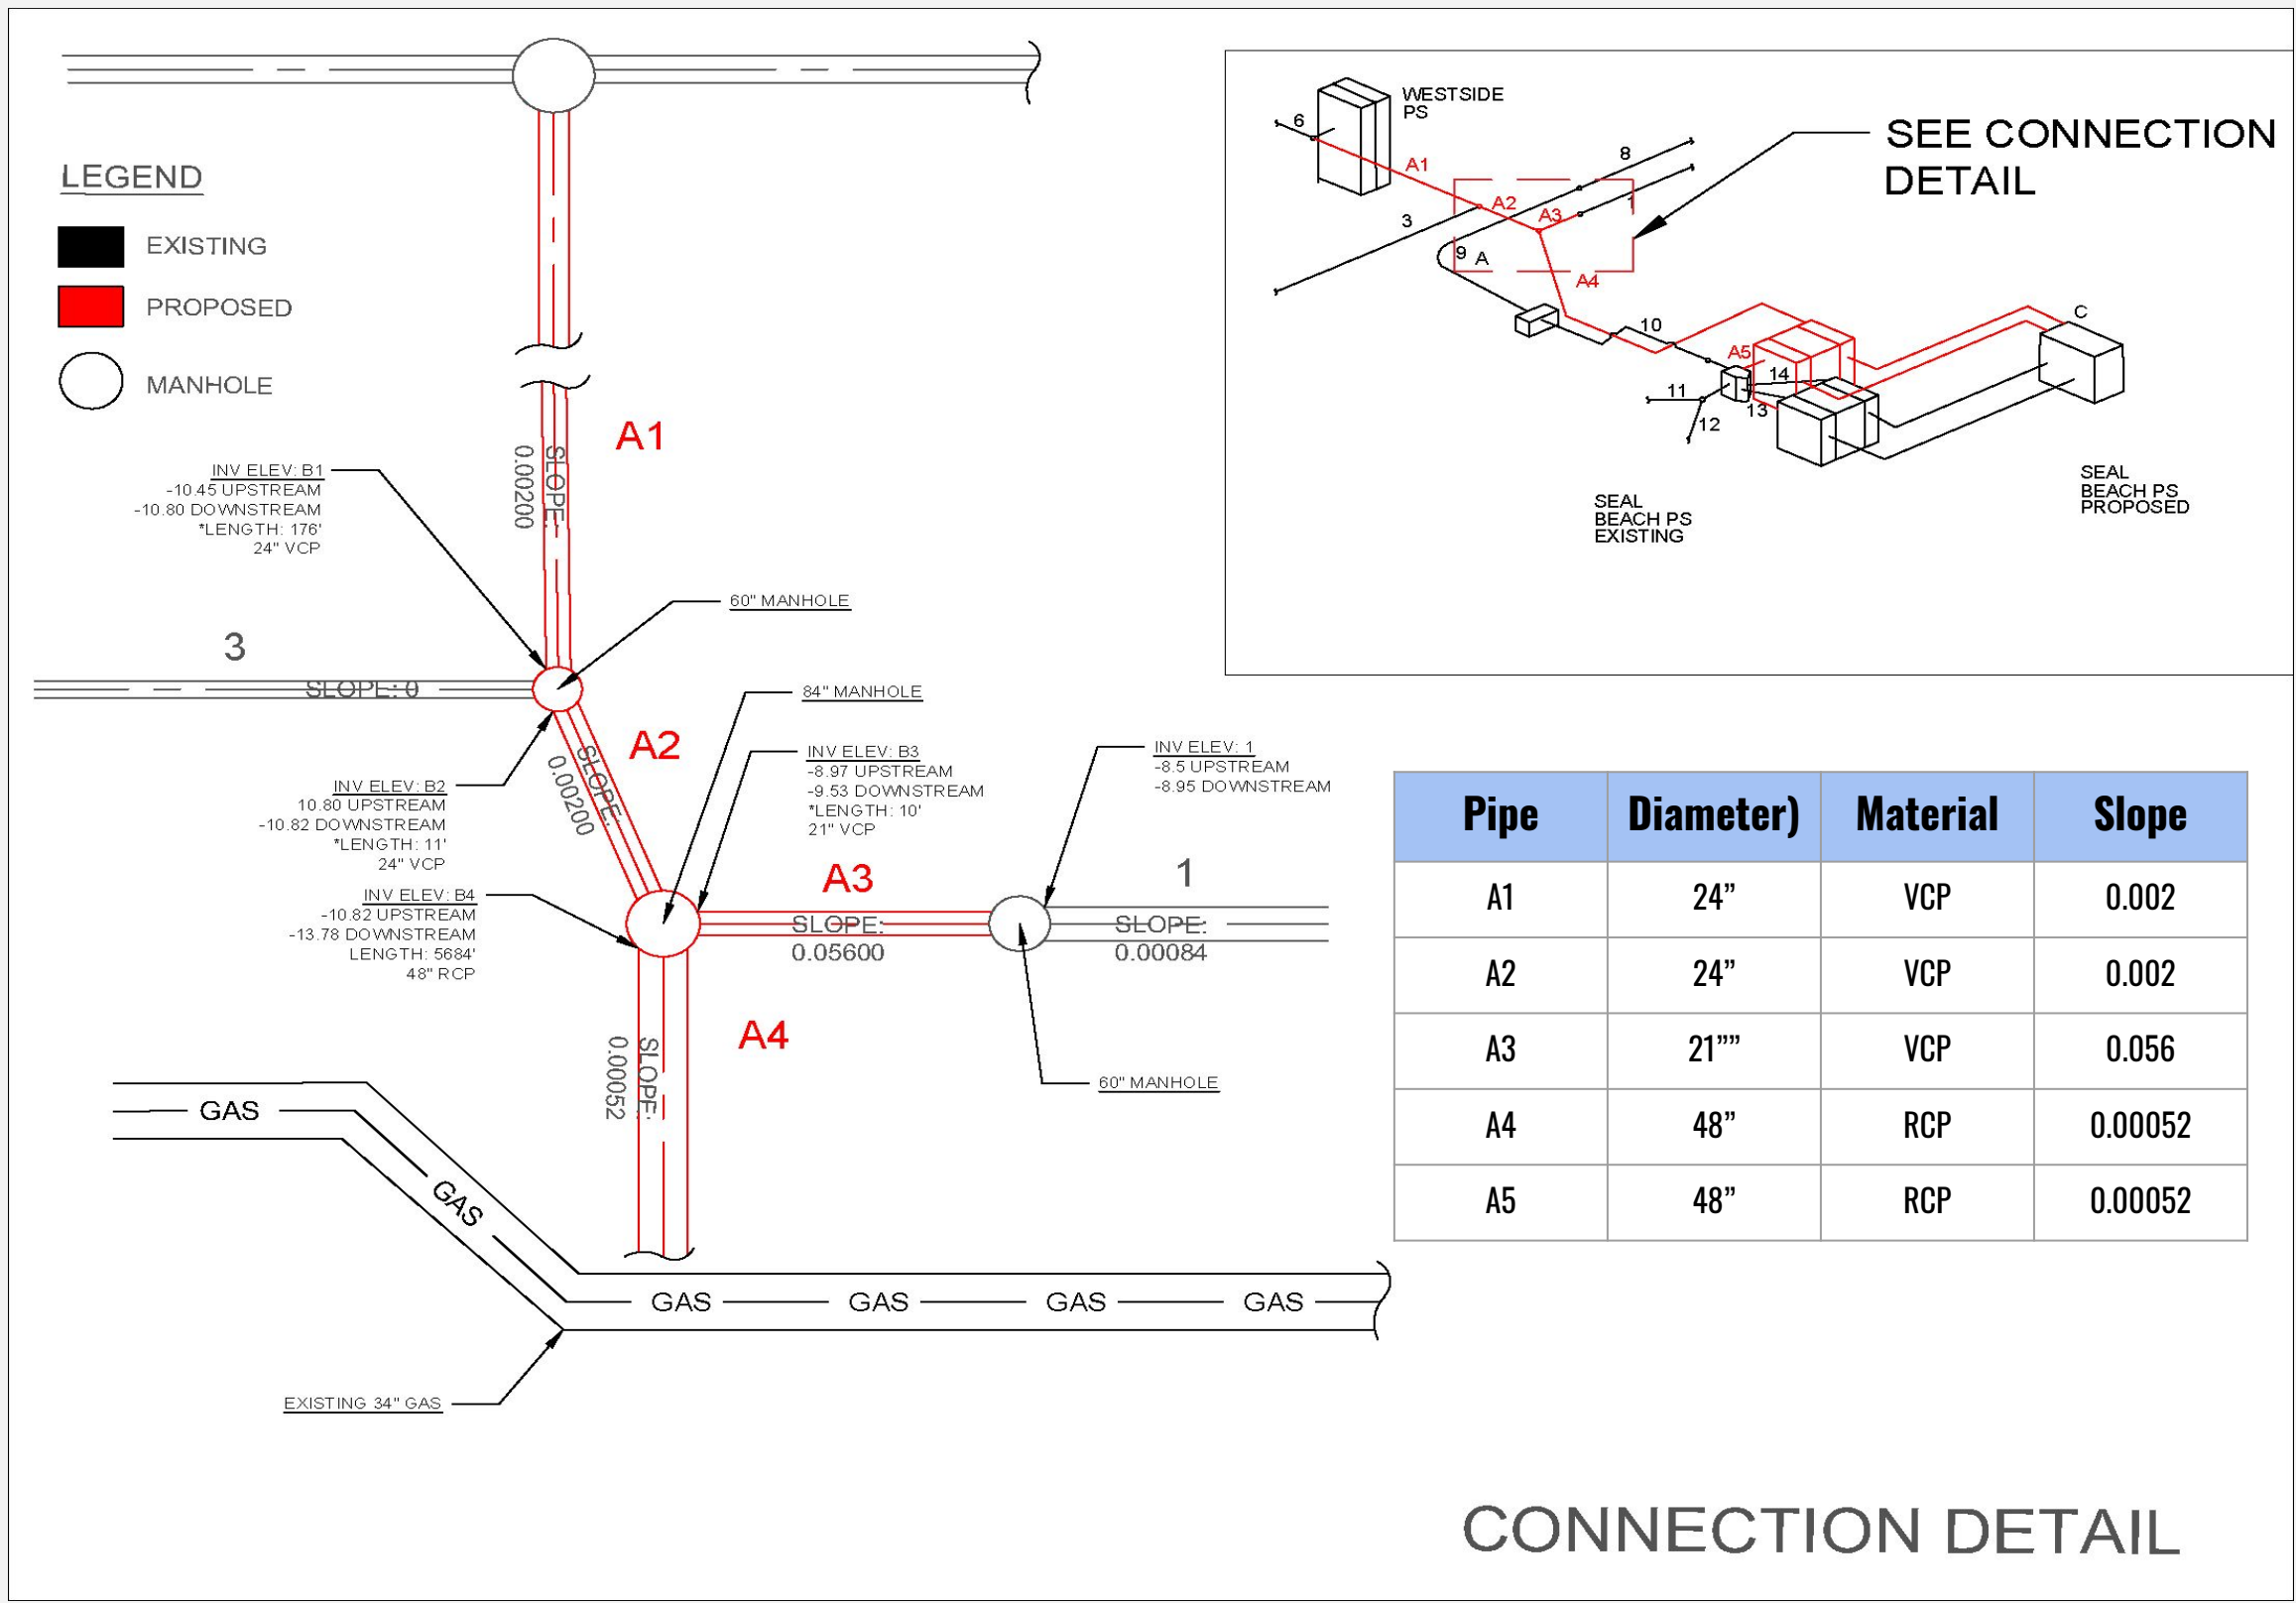 LEGEND
EXISTING
PROPOSED
MANHOLE
A1
SLOPE:
0.00200
INV ELEV: B1
-10.45 UPSTREAM
-10.80 DOWNSTREAM
*LENGTH: 176'
24" VCP
60" MANHOLE
3
SLOPE: 0
84" MANHOLE
A2
SLOPE:
0.00200
INV ELEV: B2
10.80 UPSTREAM
-10.82 DOWNSTREAM
*LENGTH: 11'
24" VCP
INV ELEV: B3
-8.97 UPSTREAM
-9.53 DOWNSTREAM
*LENGTH: 10'
21" VCP
INV ELEV: 1
-8.5 UPSTREAM
-8.95 DOWNSTREAM
A3
SLOPE:
0.05600
1
SLOPE:
0.00084
INV ELEV: B4
-10.82 UPSTREAM
-13.78 DOWNSTREAM
LENGTH: 5684'
48" RCP
A4
SLOPE:
0.000052
60" MANHOLE
GAS
GAS
GAS GAS GAS GAS
EXISTING 34" GAS
WESTSIDE
PS
6
A1
8
SEE CONNECTION
DETAIL
A2
A3
1
3
9
A
A4
10
C
A5
14
11
13
12
SEAL
BEACH PS
EXISTING
SEAL
BEACH PS
PROPOSED
Pipe Diameter) Material Slope
A1 24” VCP 0.002
A2 24” VCP 0.002
A3 21”” VCP 0.056
A4 48” RCP 0.00052
A5 48” RCP 0.00052
CONNECTION DETAIL